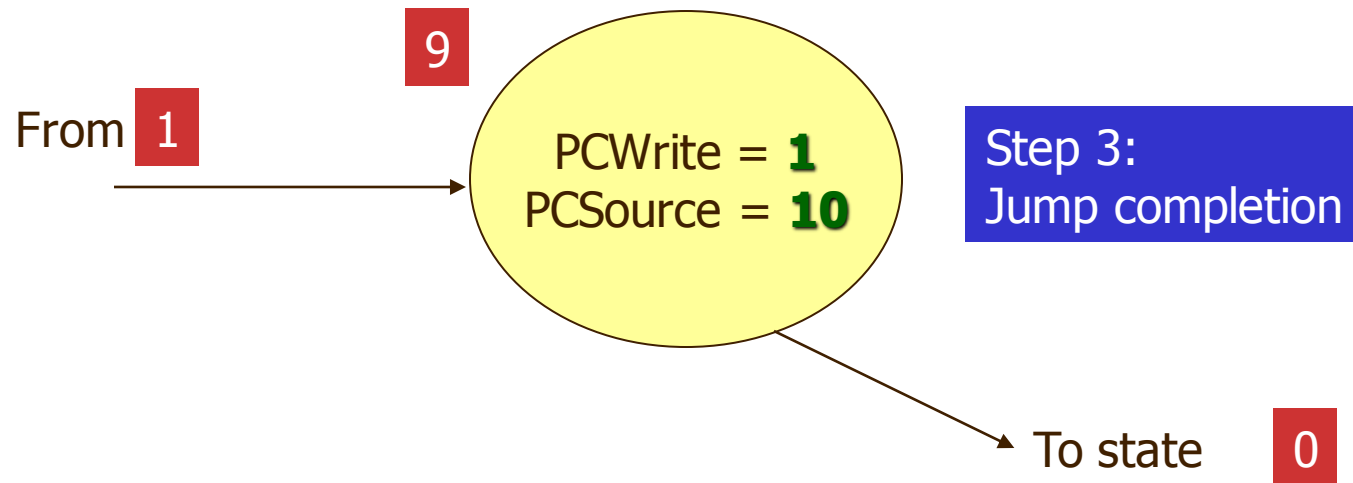 9
From 1
PCWrite = 1
PCSource = 10
Step 3:
Jump completion
To state 0